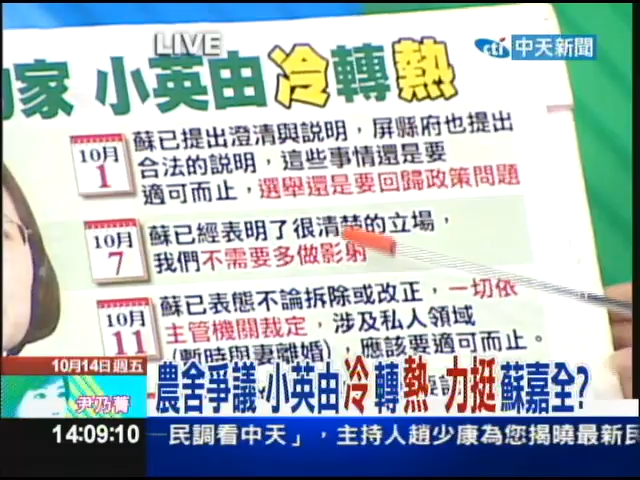 LIVE
cti 中天新聞
家 小英由冷轉熱
10月
1
蘇已提出澄清與說明，屏縣府也提出
合法的說明，這些事情還是要
適可而止，選舉還是要回歸政策問題
10月
7
蘇已經表明了很清楚的立場，
我們不需要多做影射
10月
11
蘇已表態不論拆除或改正，一切依
主管機關裁定，涉及私人領域
(暫時與妻離婚)，應該要適可而止。
10月14日週五
尹乃菁
農舍爭議 小英由冷轉熱 力挺蘇嘉全?
14:09:10
民調看中天」，主持人趙少康為您揭曉最新民